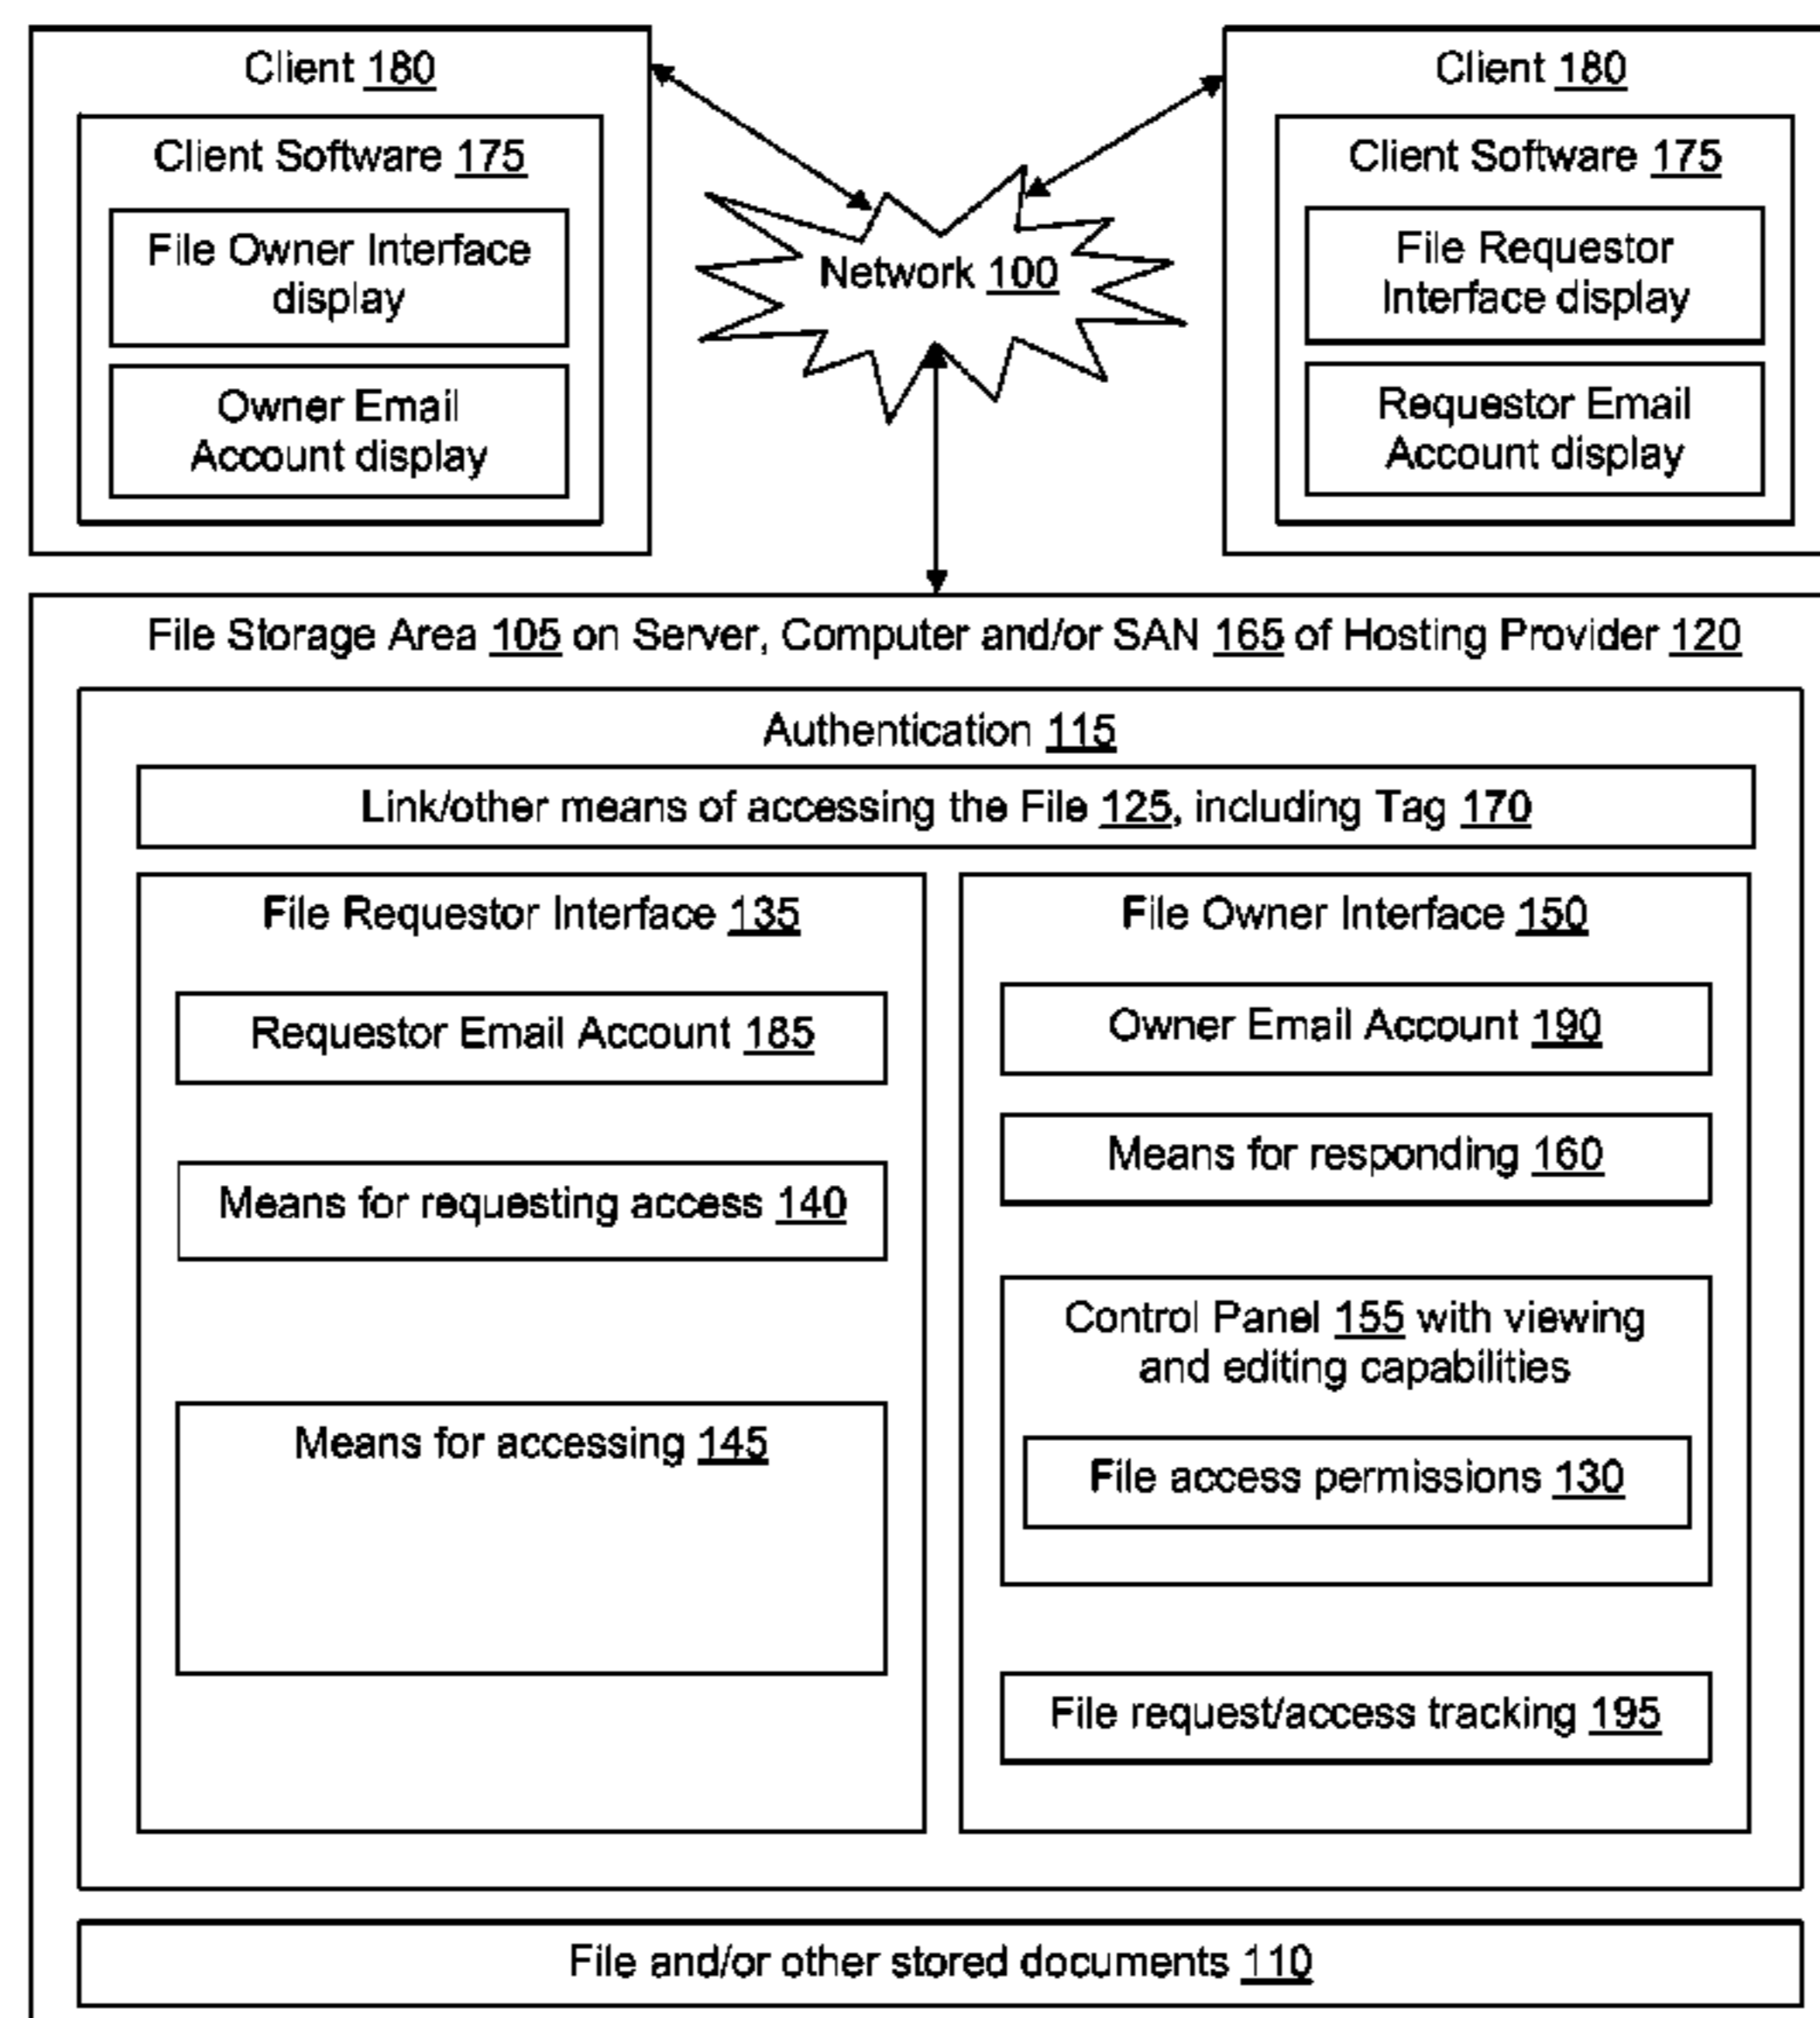 Client 180
Client Software 175
File Owner Interface
display
Owner Email
Account display
Network 100
Client 180
Client Software 175
File Requestor
Interface display
Requestor Email
Account display
File Storage Area 105 on Server, Computer and/or SAN 165 of Hosting Provider 120
Authentication 115
Link/other means of accessing the File 125, including Tag 170
File Requestor Interface 135
Requestor Email Account 185
Means for requesting access 140
Means for accessing 145
File Owner Interface 150
Owner Email Account 190
Means for responding 160
Control Panel 155 with viewing
and editing capabilities
File access permissions 130
File request/access tracking 195
File and/or other stored documents 110